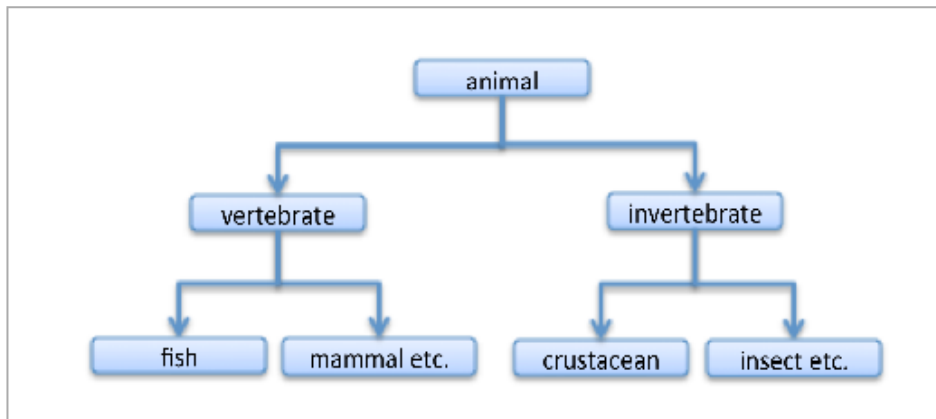 animal
vertebrate
invertebrate
fish
mammal etc.
crustacean
insect etc.